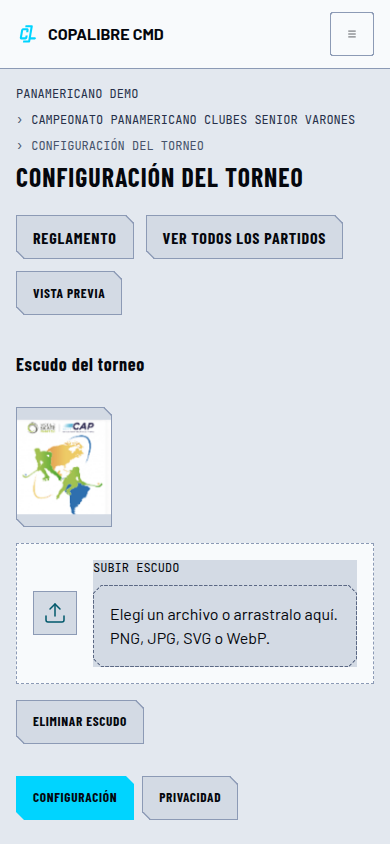 COPALIBRE CMD
PANAMERICANO DEMO
› CAMPEONATO PANAMERICANO CLUBES SENIOR VARONES
› CONFIGURACIÓN DEL TORNEO
CONFIGURACIÓN DEL TORNEO
REGLAMENTO
VER TODOS LOS PARTIDOS
VISTA PREVIA
Escudo del torneo
CAP
SUBIR ESCUDO
Elegí un archivo o arrastralo aquí.
PNG, JPG, SVG o WebP.
ELIMINAR ESCUDO
CONFIGURACIÓN
PRIVACIDAD